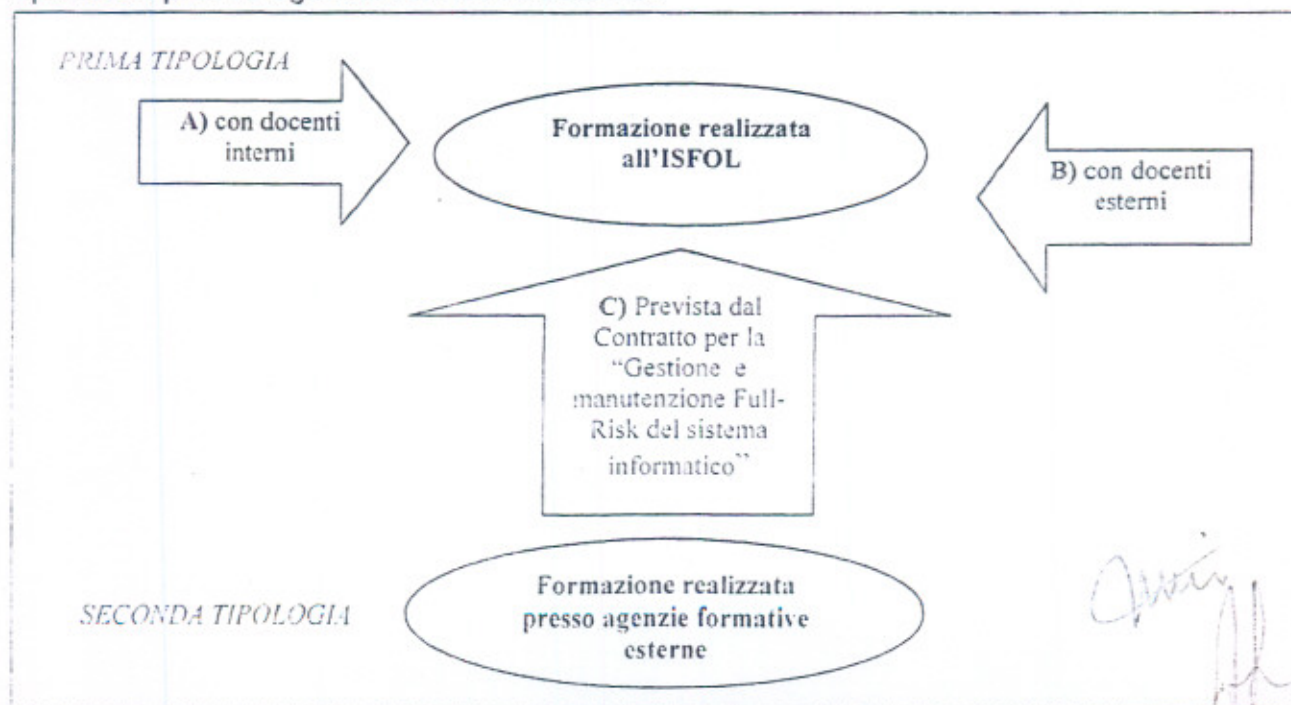 PRIMA TIPOLOGIA
A) con docenti
interni
Formazione realizzata
all'ISFOL
B) con docenti
esterni
C) Prevista dal
Contratto per la
“Gestione e
manutenzione Full-
Risk del sistema
informatico”
SECONDA TIPOLOGIA
Formazione realizzata
presso agenzie formative
esterne